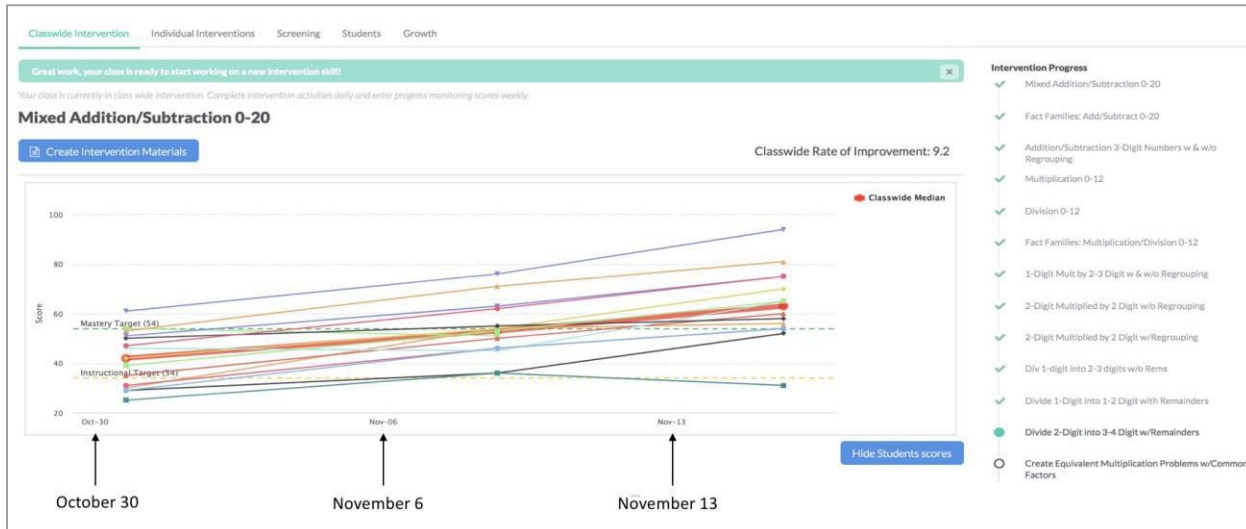 Classwide Intervention Individual Interventions Screening Students Growth
Great work, your class is ready to start working on a new intervention skill!
Your class is currently in class wide intervention. Complete intervention activities daily and enter progress monitoring scores weekly.
Mixed Addition/Subtraction 0-20
Create Intervention Materials
Classwide Rate of Improvement: 9.2
Classwide Median
100
80
60
40
20
Score
Mastery Target (54)
Instructional Target (34)
Oct-30 Nov-06 Nov-13
Hide Students scores
October 30 November 6 November 13
Intervention Progress
Mixed Addition/Subtraction 0-20
Fact Families: Add/Subtract 0-20
Addition/Subtraction 3-Digit Numbers w & w/o
Regrouping
Multiplication 0-12
Division 0-12
Fact Families: Multiplication/Division 0-12
1-Digit Mult by 2-3 Digit w & w/o Regrouping
2-Digit Multiplied by 2 Digit w/o Regrouping
2-Digit Multiplied by 2 Digit w/Regrouping
Div 1-digit into 2-3 digits w/o Rems
Divide 1-Digit into 1-2 Digit with Remainders
Divide 2-Digit into 3-4 Digit w/Remainders
Create Equivalent Multiplication Problems w/Common
Factors